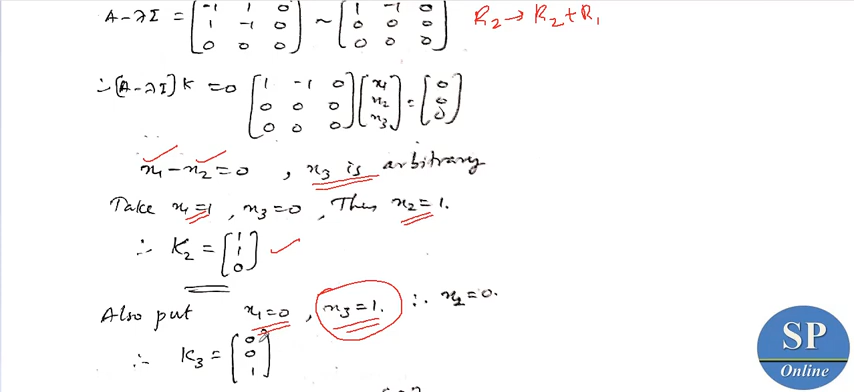 A-λI = [-1 1 0; 1 -1 0; 0 0 0] ~ [1 -1 0; 0 0 0; 0 0 0] R₂→R₂+R₁
∴ [A-λI]K = 0 [1 -1 0; 0 0 0; 0 0 0] [x₁; x₂; x₃] = [0; 0; 0]
x₁-x₂=0, x₃ is arbitrary
Take x₁=1, x₃=0, Then x₂=1.
∴ K₂ = [1; 1; 0]
Also put x₁=0, x₃=1. ∴ x₂=0.
∴ K₃ = [0; 0; 1]
SP
Online